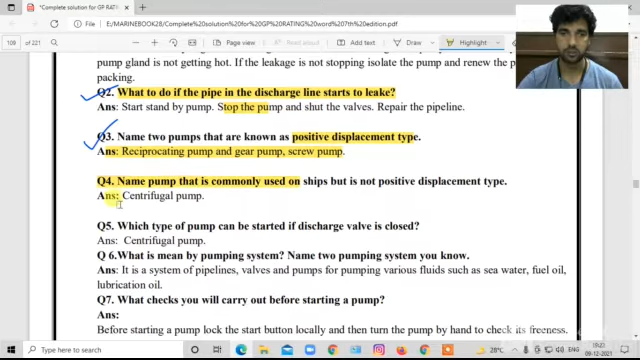 *Complete solution for GP RATIN
E:/MARINEBOOK28/Complete%20solution%20for%20GP%20RATING%20word%207th%20edition.pdf
109 of 221
Page view
Read aloud
Draw
Highlight
Erase
pump gland is not getting hot. If the leakage is not stopping isolate the pump and renew the pump
packing.
Q2. What to do if the pipe in the discharge line starts to leake?
Ans: Start stand by pump. Stop the pump and shut the valves. Repair the pipeline.
Q3. Name two pumps that are known as positive displacement type.
Ans: Reciprocating pump and gear pump, screw pump.
Q4. Name pump that is commonly used on ships but is not positive displacement type.
Ans: Centrifugal pump.
Q5. Which type of pump can be started if discharge valve is closed?
Ans: Centrifugal pump.
Q 6.What is mean by pumping system? Name two pumping system you know.
Ans: It is a system of pipelines, valves and pumps for pumping various fluids such as sea water, fuel oil,
lubrication oil.
Q7. What checks you will carry out before starting a pump?
Ans:
Before starting a pump lock the start button locally and then turn the pump by hand to check its freeness.
28°C
ENG
09-12-2021